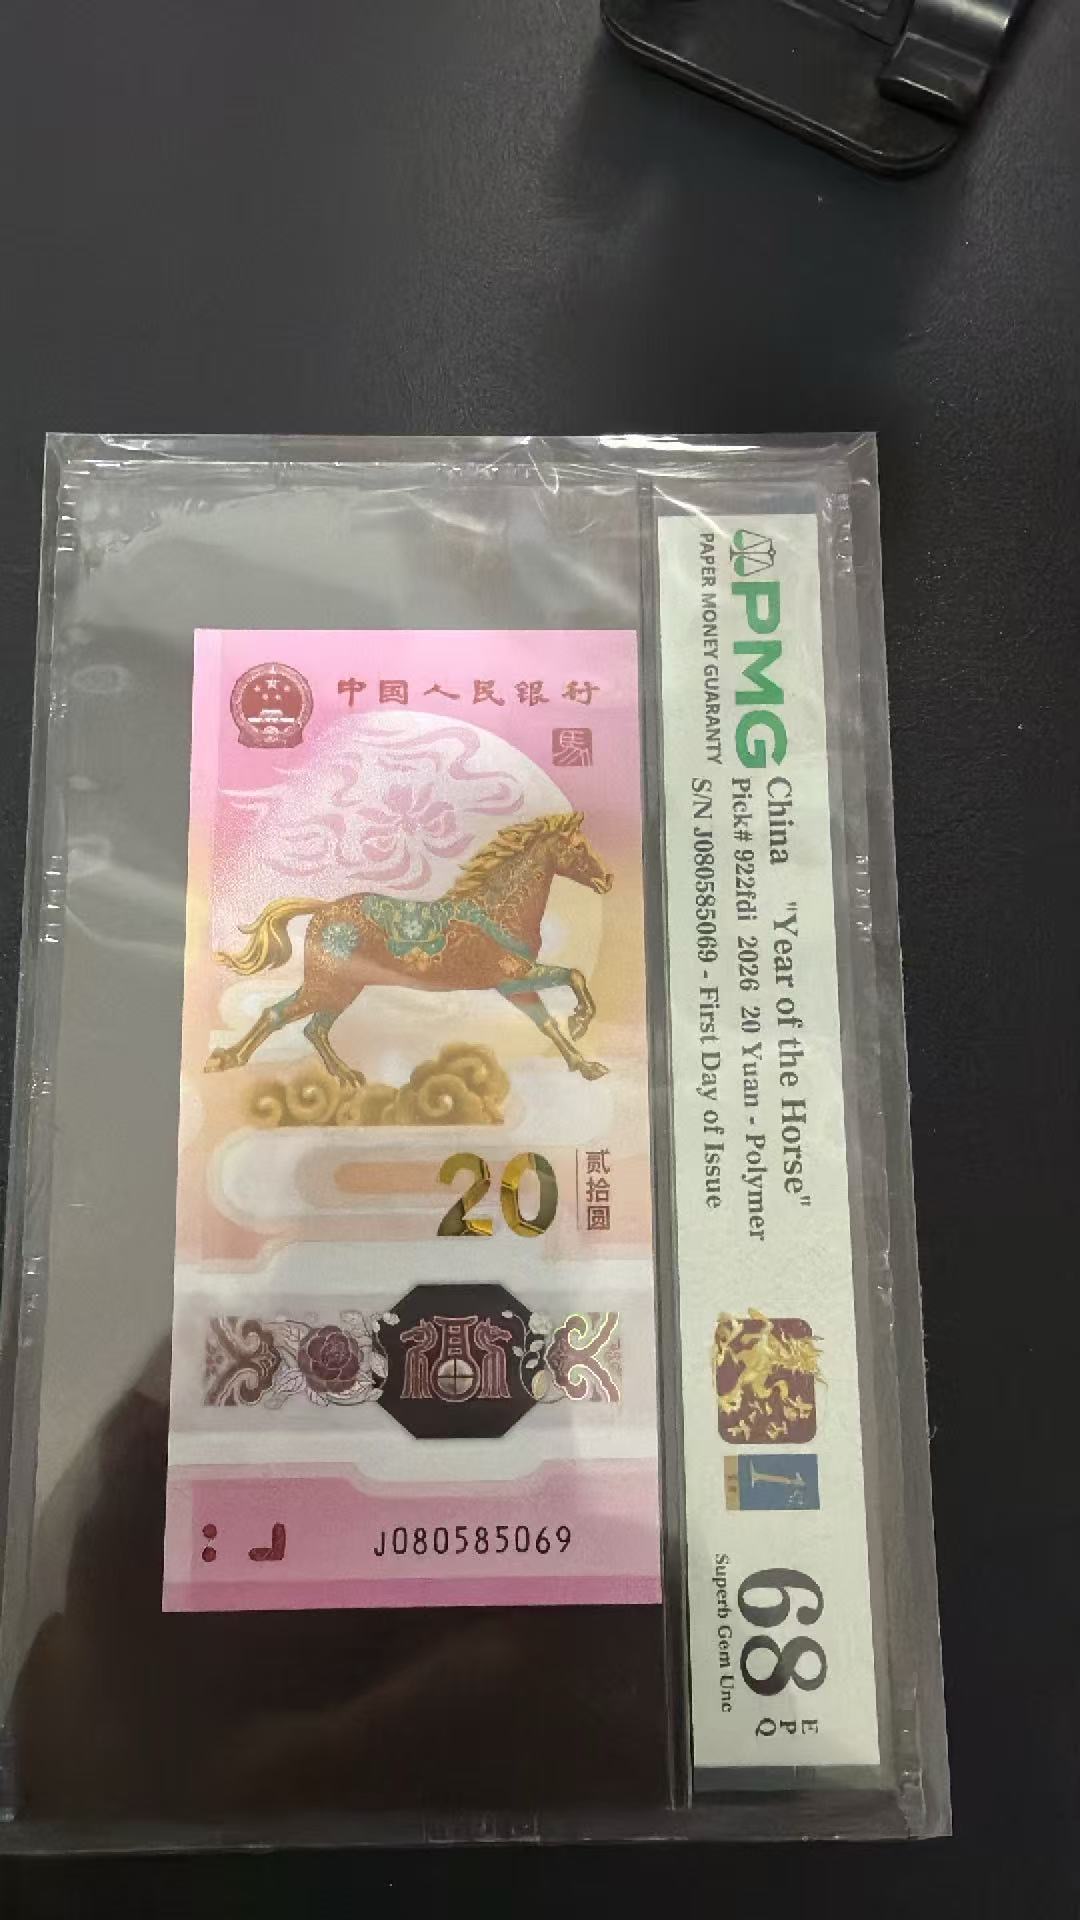 中国人民银行
馬
20
贰拾圆
J080585069
PMG
PAPER MONEY GUARANTY
China "Year of the Horse"
Pick# 922fdi 2026 20 Yuan - Polymer
S/N J080585069 - First Day of Issue
1st
68 EPQ
Superb Gem Unc